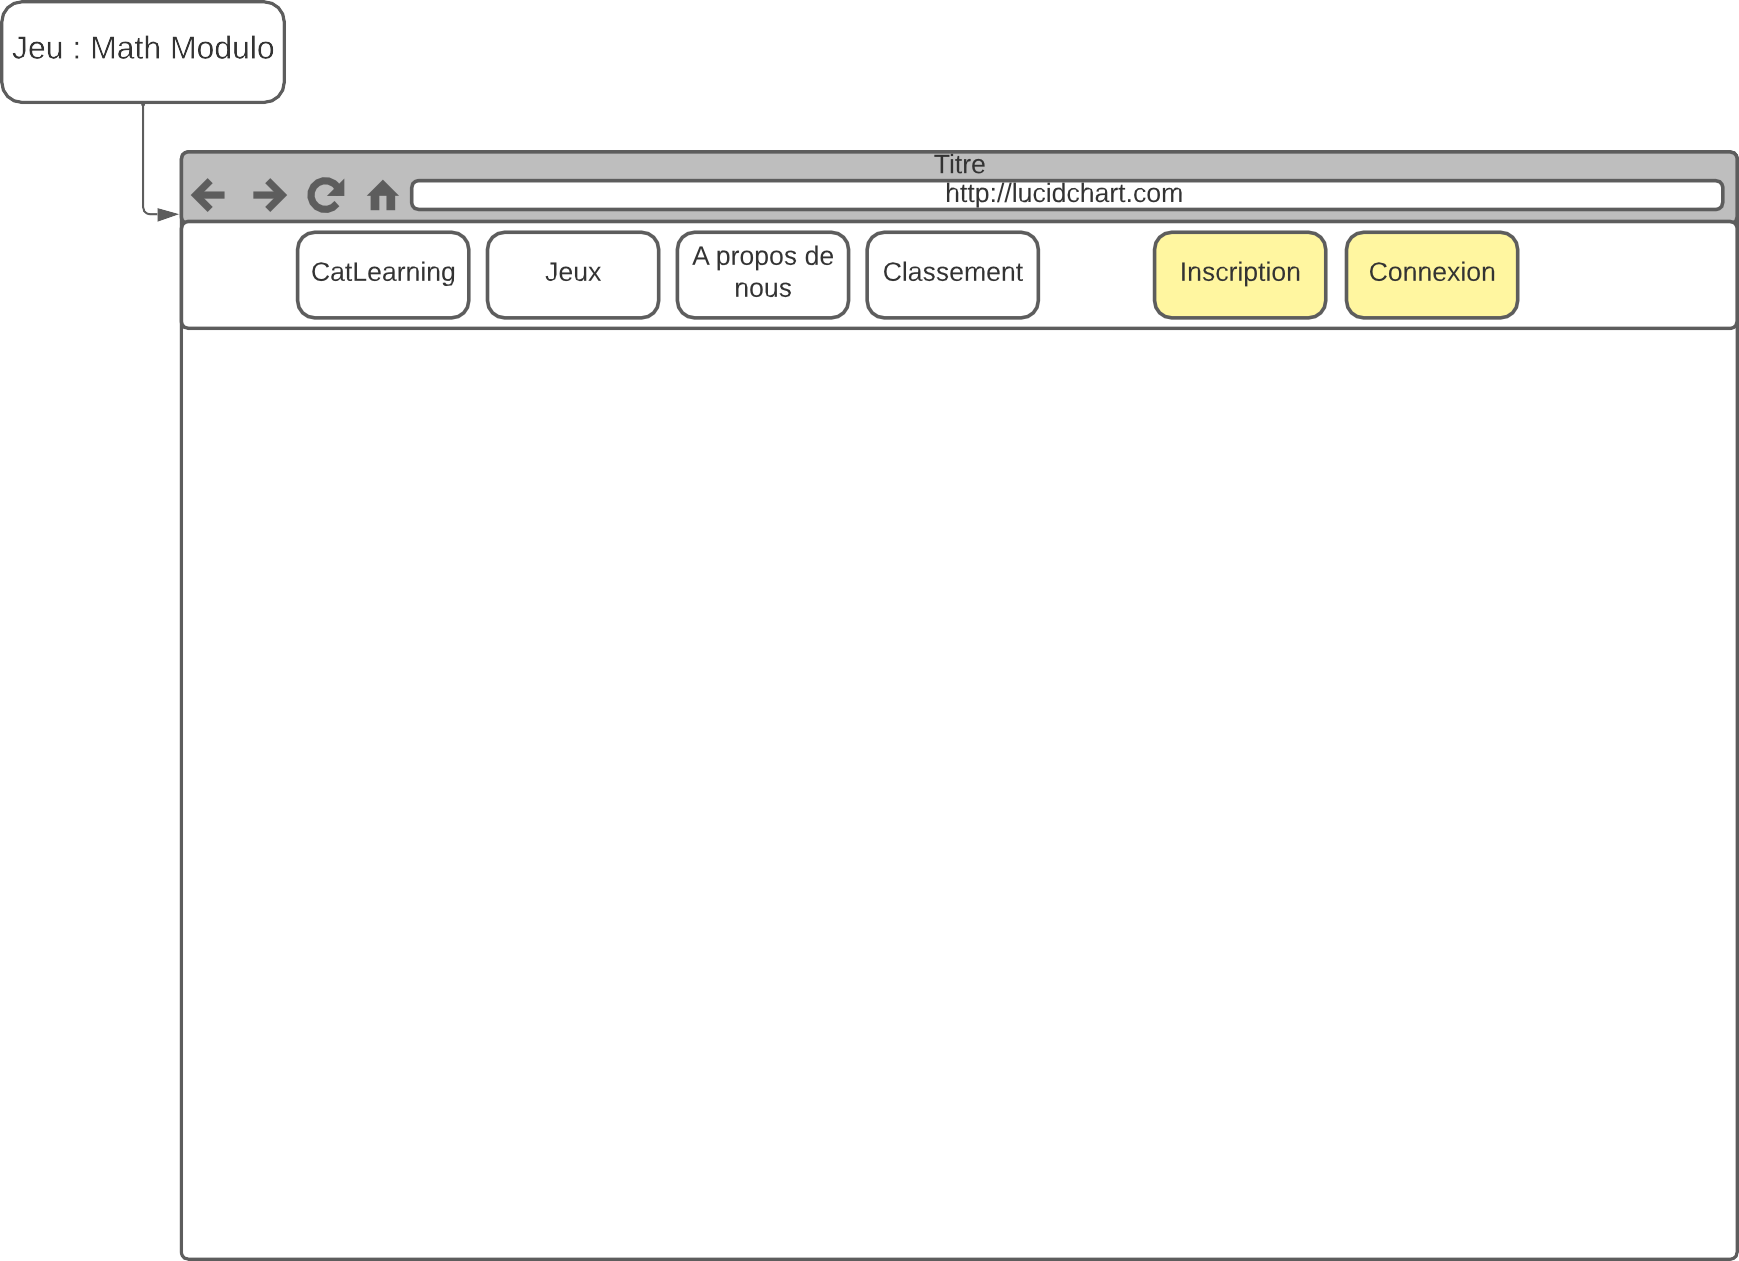 Jeu : Math Modulo
Titre
http://lucidchart.com
CatLearning
Jeux
A propos de
nous
Classement
Inscription
Connexion